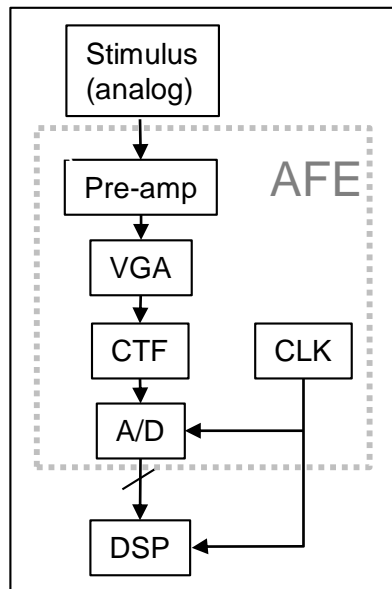 Stimulus
(analog)
AFE
Pre-amp
VGA
CTF
CLK
A/D
DSP